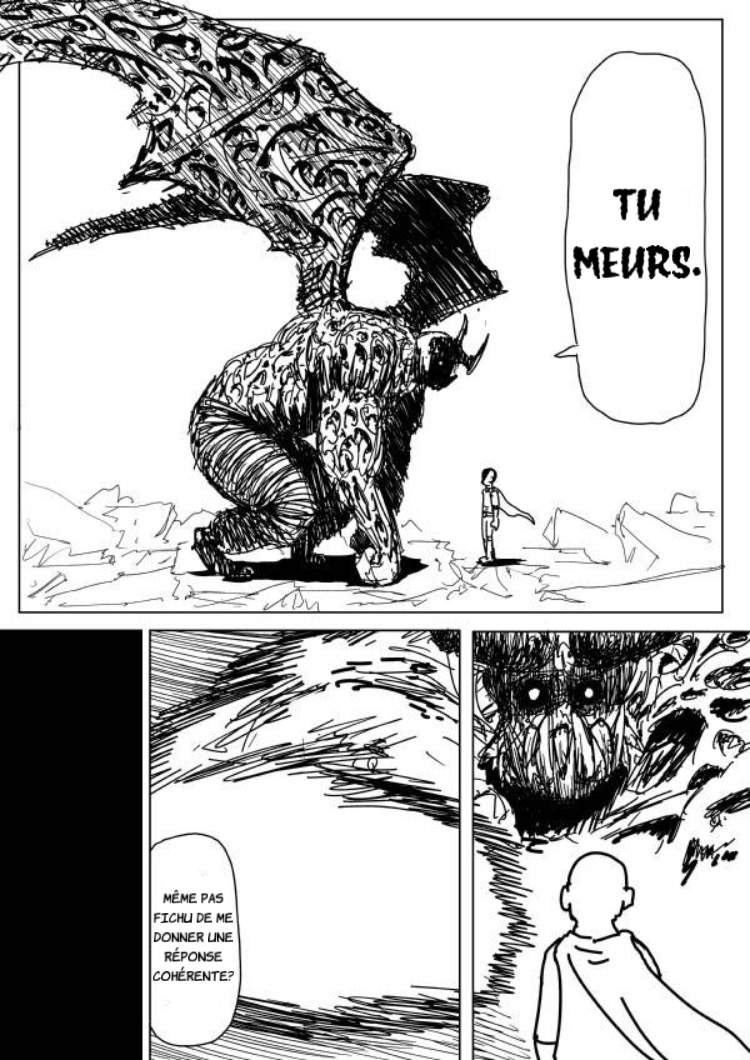 TU
MEURS.
MÊME PAS
FICHU DE ME
DONNER UNE
RÉPONSE
COHÉRENTE?